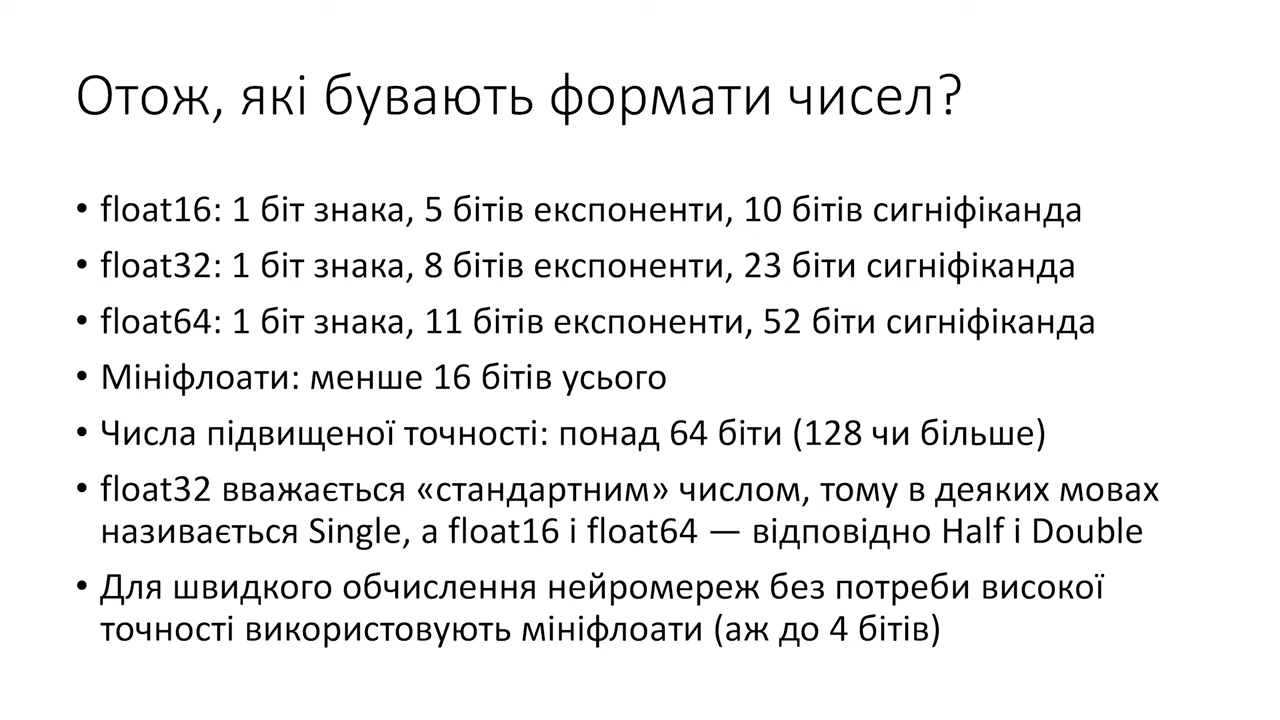 Отож, які бувають формати чисел?
• float16: 1 біт знака, 5 бітів експоненти, 10 бітів сигніфіканда
• float32: 1 біт знака, 8 бітів експоненти, 23 біти сигніфіканда
• float64: 1 біт знака, 11 бітів експоненти, 52 біти сигніфіканда
• Мініфлоати: менше 16 бітів усього
• Числа підвищеної точності: понад 64 біти (128 чи більше)
• float32 вважається «стандартним» числом, тому в деяких мовах
називається Single, а float16 і float64 — відповідно Half і Double
• Для швидкого обчислення нейромереж без потреби високої
точності використовують мініфлоати (аж до 4 бітів)